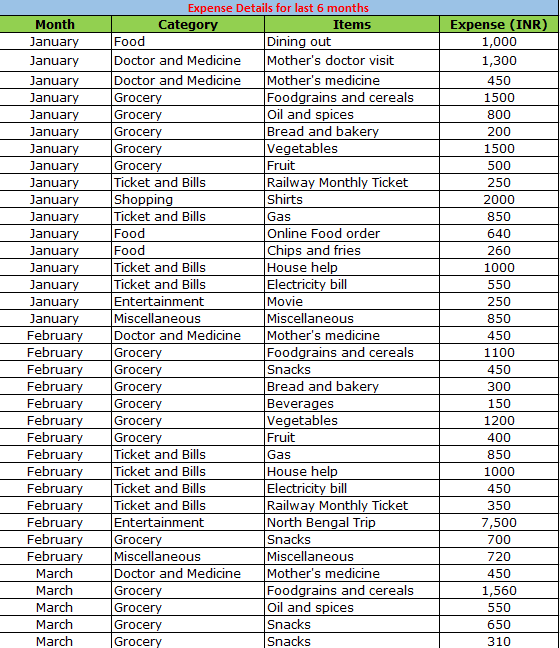 Expense Details for last 6 months
Month Category Items Expense (INR)
January Food Dining out 1,000
January Doctor and Medicine Mother's doctor visit 1,300
January Doctor and Medicine Mother's medicine 450
January Grocery Foodgrains and cereals 1500
January Grocery Oil and spices 800
January Grocery Bread and bakery 200
January Grocery Vegetables 1500
January Grocery Fruit 500
January Ticket and Bills Railway Monthly Ticket 250
January Shopping Shirts 2000
January Ticket and Bills Gas 850
January Food Online Food order 640
January Food Chips and fries 260
January Ticket and Bills House help 1000
January Ticket and Bills Electricity bill 550
January Entertainment Movie 250
January Miscellaneous Miscellaneous 850
February Doctor and Medicine Mother's medicine 450
February Grocery Foodgrains and cereals 1100
February Grocery Snacks 450
February Grocery Bread and bakery 300
February Grocery Beverages 150
February Grocery Vegetables 1200
February Grocery Fruit 400
February Ticket and Bills Gas 850
February Ticket and Bills House help 1000
February Ticket and Bills Electricity bill 450
February Ticket and Bills Railway Monthly Ticket 350
February Entertainment North Bengal Trip 7,500
February Grocery Snacks 700
February Miscellaneous Miscellaneous 720
March Doctor and Medicine Mother's medicine 450
March Grocery Foodgrains and cereals 1,560
March Grocery Oil and spices 550
March Grocery Snacks 650
March Grocery Snacks 310